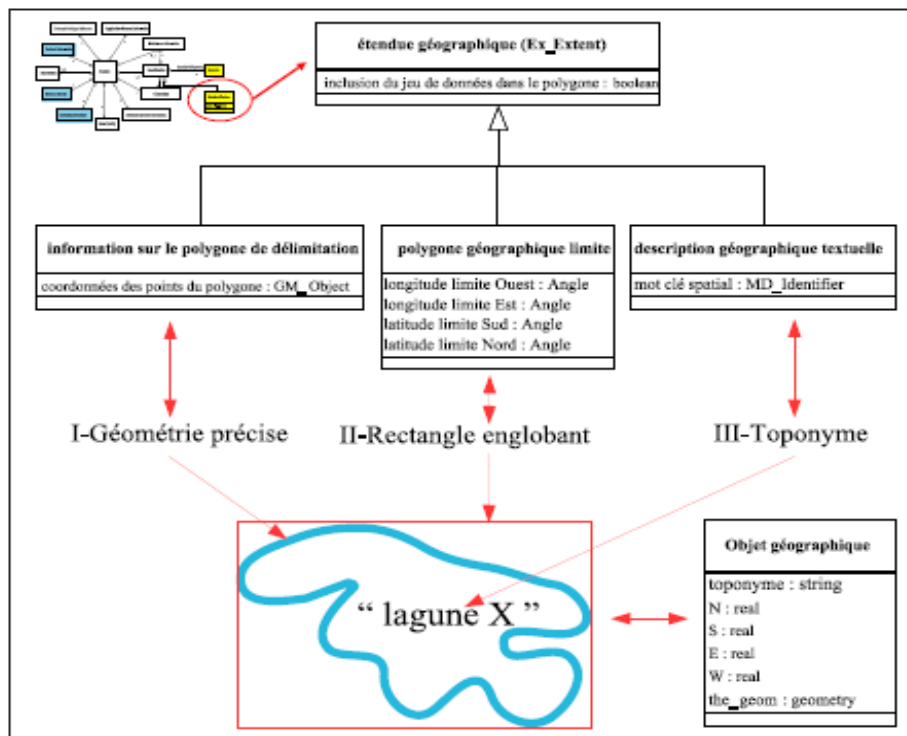 étendue géographique (Ex_Extent)
inclusion du jeu de données dans le polygone : boolean
information sur le polygone de délimitation
coordonnées des points du polygone : GM_Object
polygone géographique limite
longitude limite Ouest : Angle
longitude limite Est : Angle
latitude limite Sud : Angle
latitude limite Nord : Angle
description géographique textuelle
mot clé spatial : MD_Identifier
I-Géométrie précise
II-Rectangle englobant
III-Toponyme
“ lagune X ”
Objet géographique
toponyme : string
N : real
S : real
E : real
W : real
the_geom : geometry